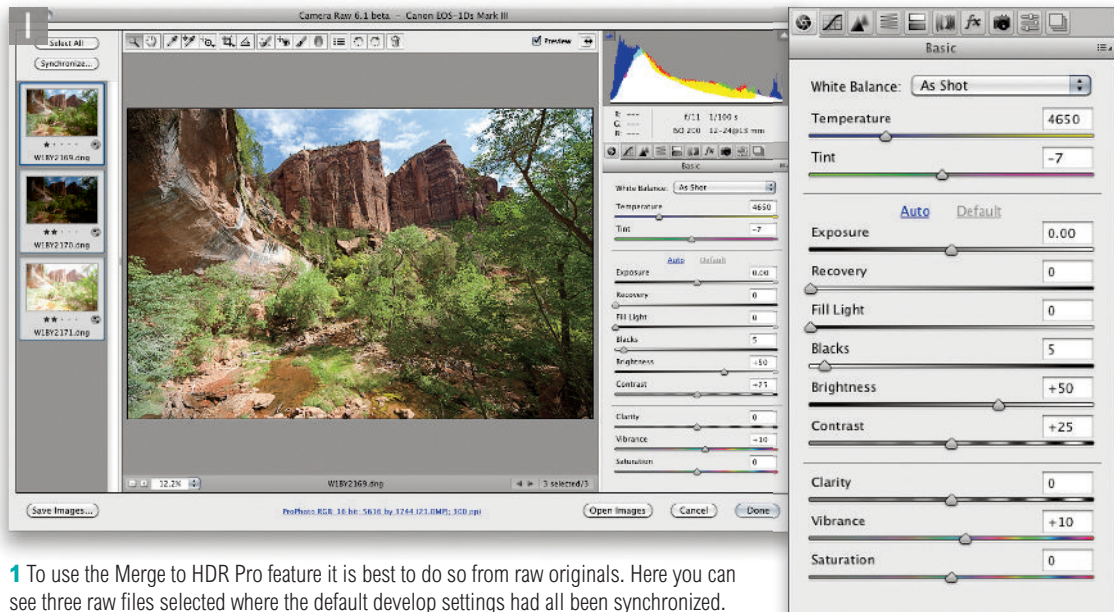 1
Camera Raw 6.1 beta – Canon EOS-1Ds Mark III
Select All
Synchronize...
Preview
W1BY2169.dng
W1BY2170.dng
W1BY2171.dng
R: ---
G: ---
B: ---
f/11 1/100 s
ISO 200 12-24@13 mm
Basic
White Balance: As Shot
Temperature 4650
Tint -7
Auto Default
Exposure 0.00
Recovery 0
Fill Light 0
Blacks 5
Brightness +50
Contrast +25
Clarity 0
Vibrance +10
Saturation 0
12.2%
W1BY2169.dng
3 selected/3
Save Images...
ProPhoto RGB; 16 bit; 5616 by 3744 (21.0MP); 300 ppi
Open Images
Cancel
Done
fx
Basic
White Balance: As Shot
Temperature 4650
Tint -7
Auto Default
Exposure 0.00
Recovery 0
Fill Light 0
Blacks 5
Brightness +50
Contrast +25
Clarity 0
Vibrance +10
Saturation 0
1 To use the Merge to HDR Pro feature it is best to do so from raw originals. Here you can
see three raw files selected where the default develop settings had all been synchronized.